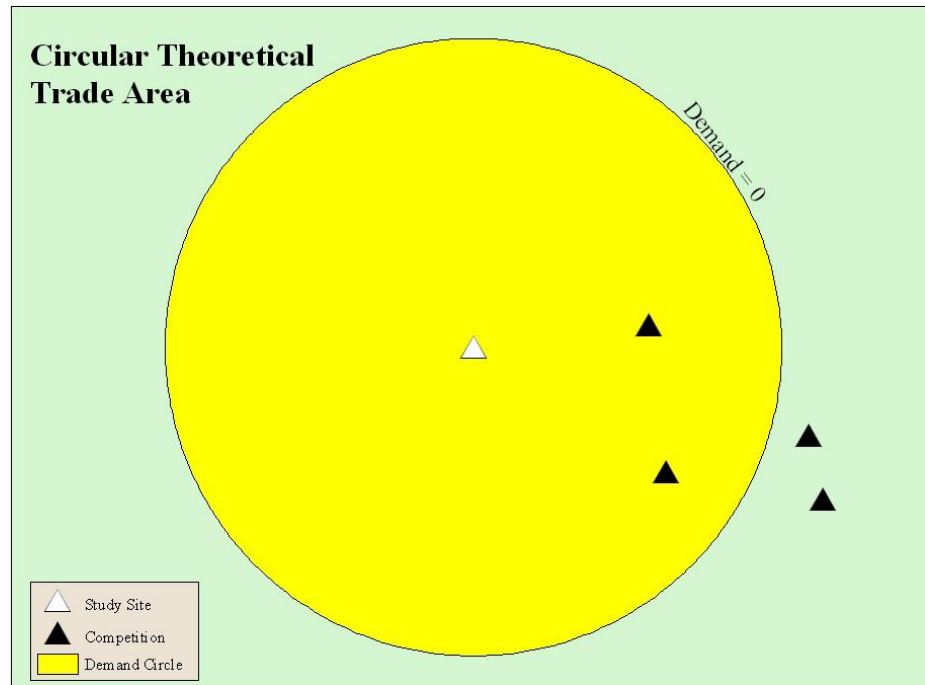 Circular Theoretical
Trade Area
Demand = 0
Study Site
Competition
Demand Circle